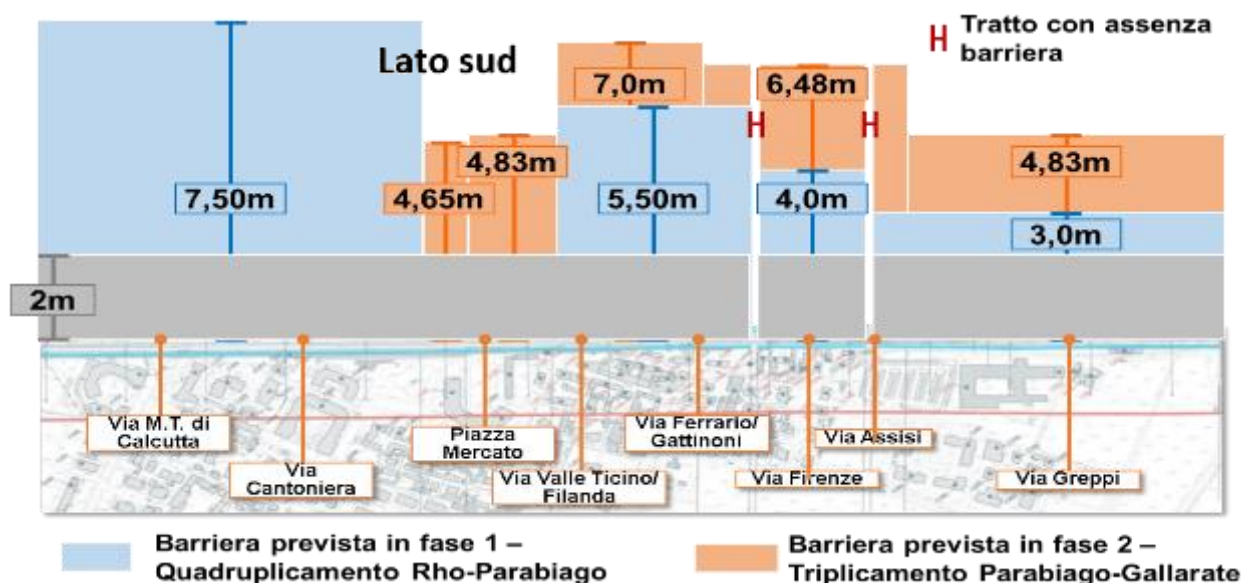 Lato sud
H Tratto con assenza
barriera
7,0m
6,48m
H
H
4,83m
4,83m
7,50m
4,65m
5,50m
4,0m
3,0m
2m
Via M.T. di
Calcutta
Via
Cantoniera
Piazza
Mercato
Via Valle Ticino/
Filanda
Via Ferrario/
Gattinoni
Via Firenze
Via Assisi
Via Greppi
Barriera prevista in fase 1 –
Quadruplicamento Rho-Parabiago
Barriera prevista in fase 2 –
Triplicamento Parabiago-Gallarate